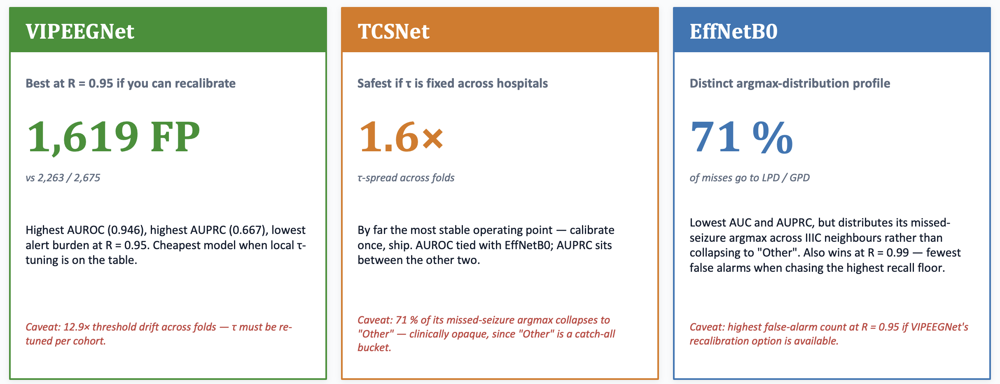 VIPEEGNet
Best at R = 0.95 if you can recalibrate
1,619 FP
vs 2,263 / 2,675
Highest AUROC (0.946), highest AUPRC (0.667), lowest
alert burden at R = 0.95. Cheapest model when local τ-
tuning is on the table.
Caveat: 12.9× threshold drift across folds — τ must be re-
tuned per cohort.
TCSNet
Safest if τ is fixed across hospitals
1.6×
τ-spread across folds
By far the most stable operating point — calibrate
once, ship. AUROC tied with EffNetB0; AUPRC sits
between the other two.
Caveat: 71 % of its missed-seizure argmax collapses to
"Other" — clinically opaque, since "Other" is a catch-all
bucket.
EffNetB0
Distinct argmax-distribution profile
71 %
of misses go to LPD / GPD
Lowest AUC and AUPRC, but distributes its missed-
seizure argmax across IIIC neighbours rather than
collapsing to "Other". Also wins at R = 0.99 — fewest
false alarms when chasing the highest recall floor.
Caveat: highest false-alarm count at R = 0.95 if VIPEEGNet's
recalibration option is available.